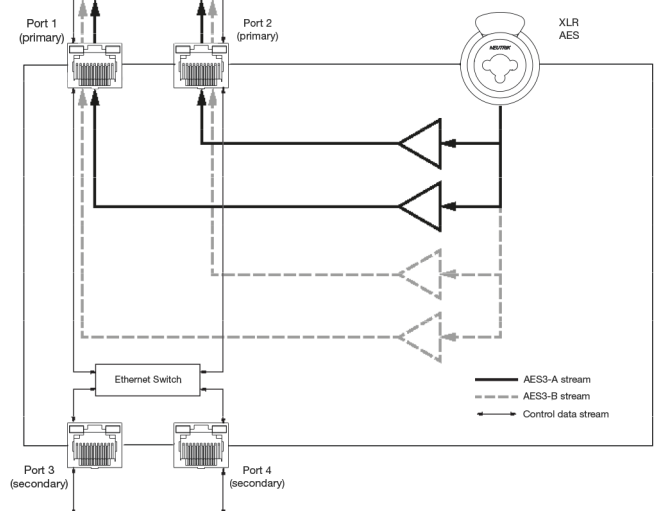 Port 1
(primary)
Port 2
(primary)
XLR
AES
NEUTRIK
Ethernet Switch
AES3-A stream
AES3-B stream
Control data stream
Port 3
(secondary)
Port 4
(secondary)